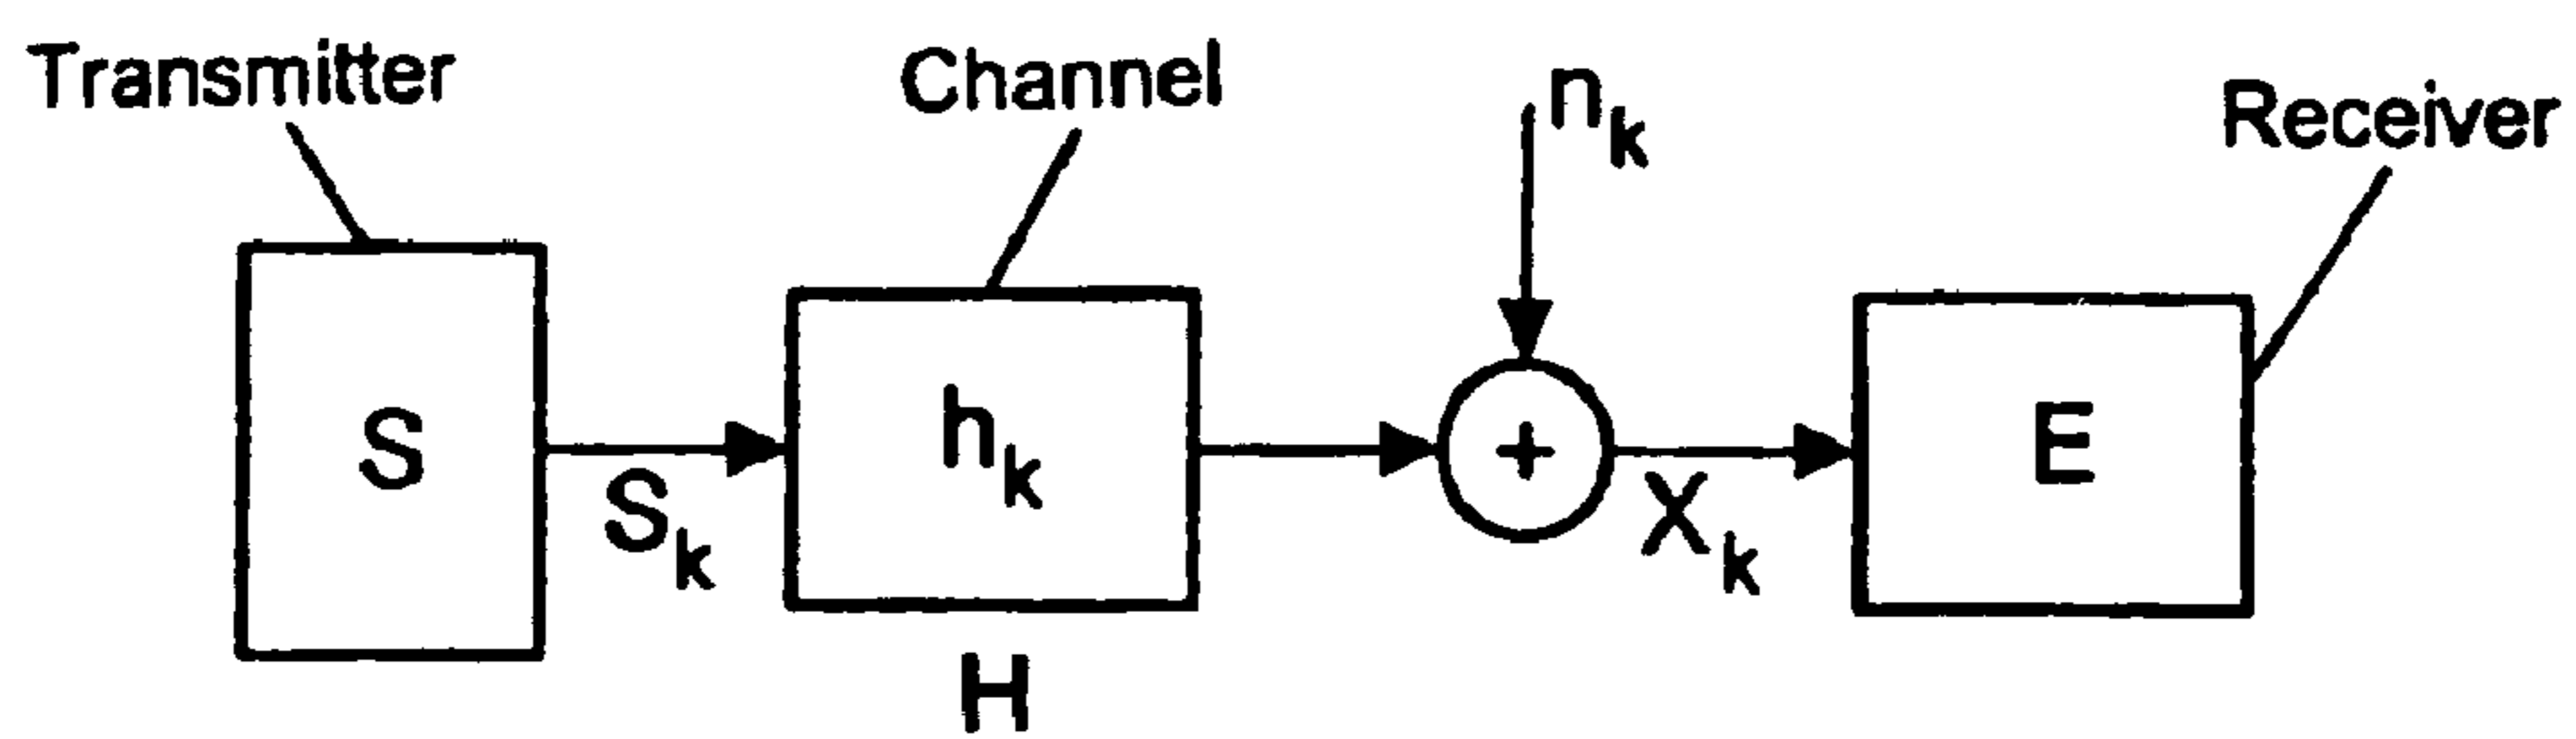 Transmitter
Channel
n_k
Receiver
S
S_k
h_k
+
X_k
E
H